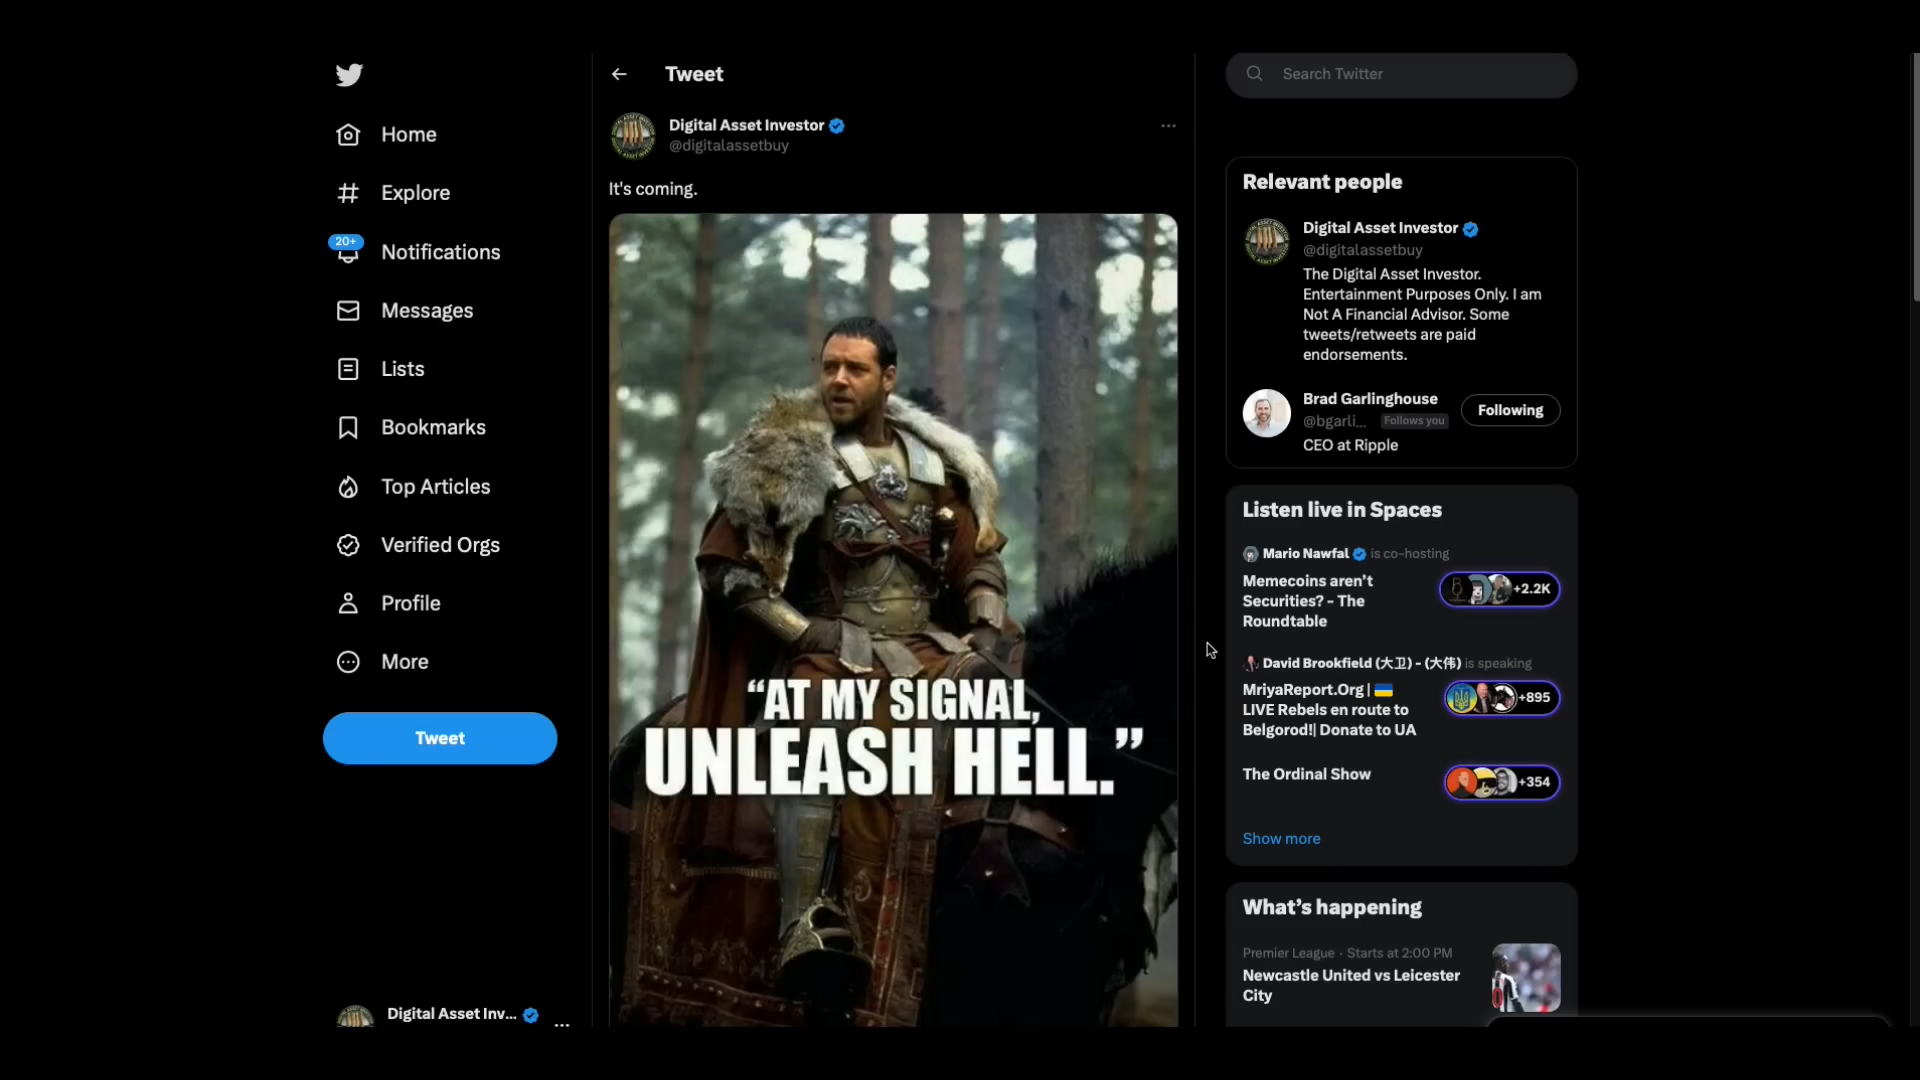 Home
Explore
20+
Notifications
Messages
Lists
Bookmarks
Top Articles
Verified Orgs
Profile
More
Tweet
Digital Asset Inv...
Tweet
Digital Asset Investor
@digitalassetbuy
It's coming.
“AT MY SIGNAL,
UNLEASH HELL.”
Search Twitter
Relevant people
Digital Asset Investor
@digitalassetbuy
The Digital Asset Investor.
Entertainment Purposes Only. I am
Not A Financial Advisor. Some
tweets/retweets are paid
endorsements.
Brad Garlinghouse
@bgarli... Follows you
CEO at Ripple
Following
Listen live in Spaces
Mario Nawfal is co-hosting
Memecoins aren't
Securities? - The
Roundtable
+2.2K
David Brookfield (大卫) - (大伟) is speaking
MriyaReport.Org| 🇺🇦
LIVE Rebels en route to
Belgorod!| Donate to UA
+895
The Ordinal Show
+354
Show more
What's happening
Premier League · Starts at 2:00 PM
Newcastle United vs Leicester
City